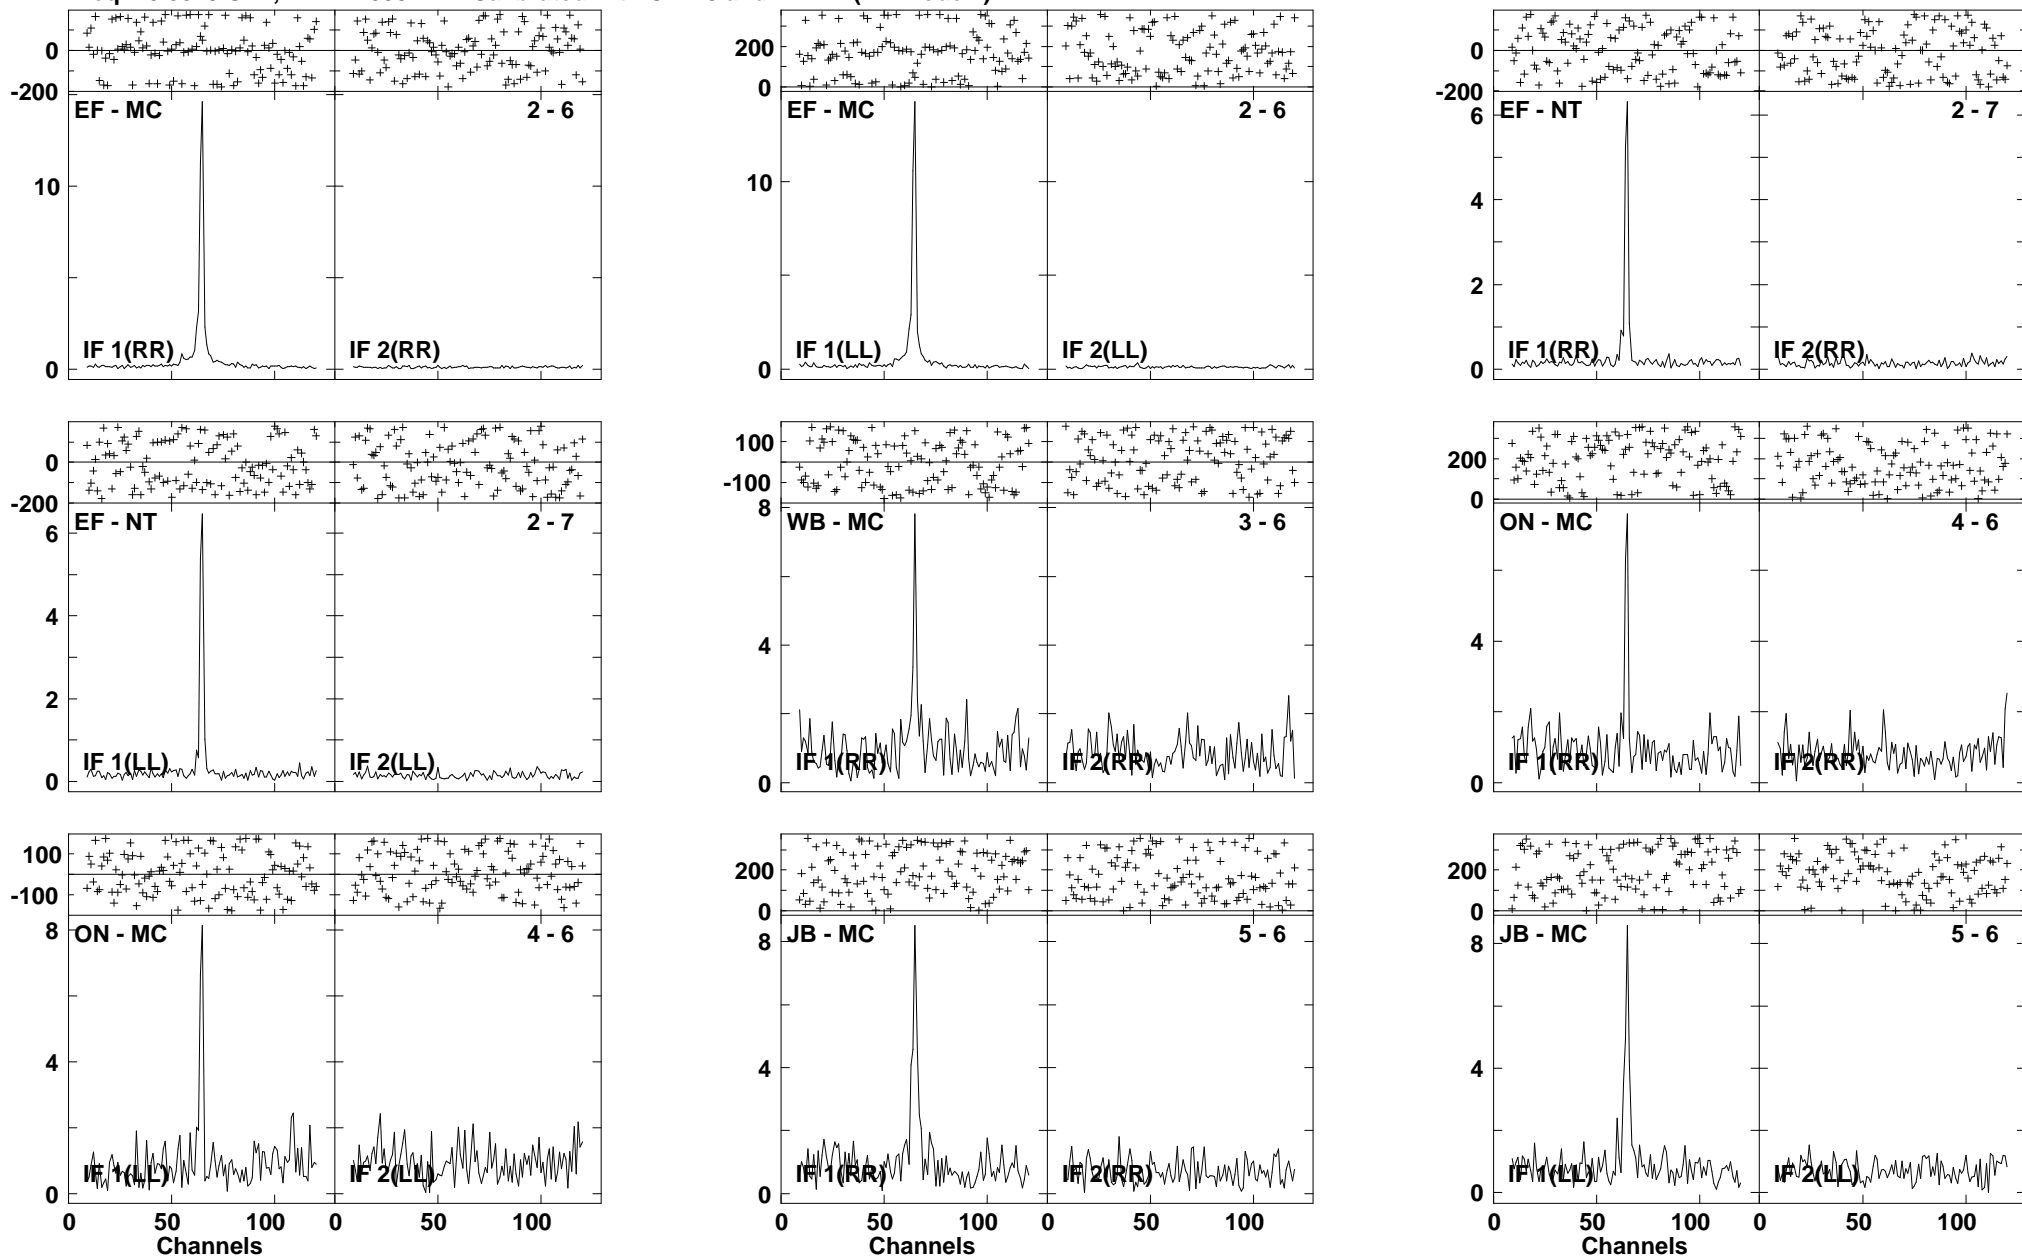 0
-200
EF - MC
2 - 6
10
0
IF 1(RR)
IF 2(RR)
200
0
EF - MC
2 - 6
10
0
IF 1(LL)
IF 2(LL)
0
-200
EF - NT
2 - 7
6
4
2
0
IF 1(RR)
IF 2(RR)
0
-200
EF - NT
2 - 7
6
4
2
0
IF 1(LL)
IF 2(LL)
100
-100
8
WB - MC
3 - 6
4
0
IF 1(RR)
IF 2(RR)
200
0
ON - MC
4 - 6
4
0
IF 1(RR)
IF 2(RR)
100
-100
8
ON - MC
4 - 6
4
0
IF 1(LL)
IF 2(LL)
0 50 100 0 50 100
Channels
200
0
JB - MC
5 - 6
8
4
0
IF 1(RR)
IF 2(RR)
0 50 100 0 50 100
Channels
200
0
JB - MC
5 - 6
8
4
0
IF 1(LL)
IF 2(LL)
0 50 100 0 50 100
Channels